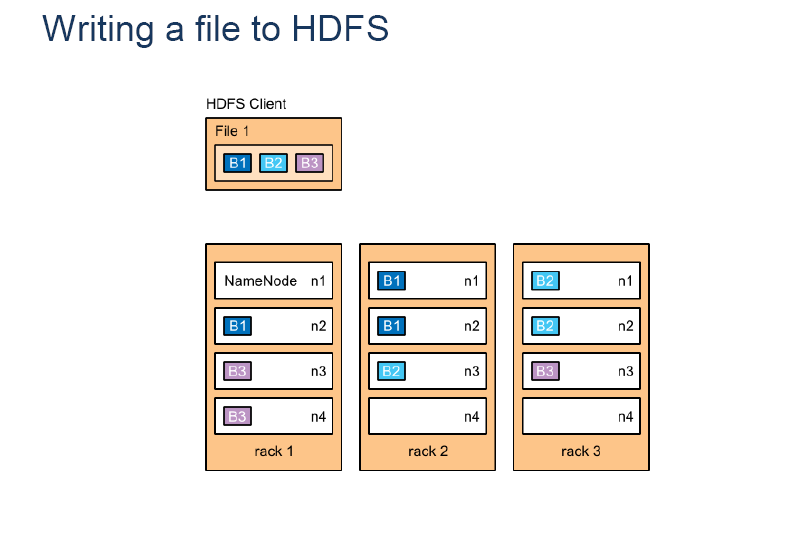 Writing a file to HDFS
HDFS Client
File 1
B1 B2 B3
NameNode n1
B1 n2
B3 n3
B3 n4
rack 1
B1 n1
B1 n2
B2 n3
n4
rack 2
B2 n1
B2 n2
B3 n3
n4
rack 3